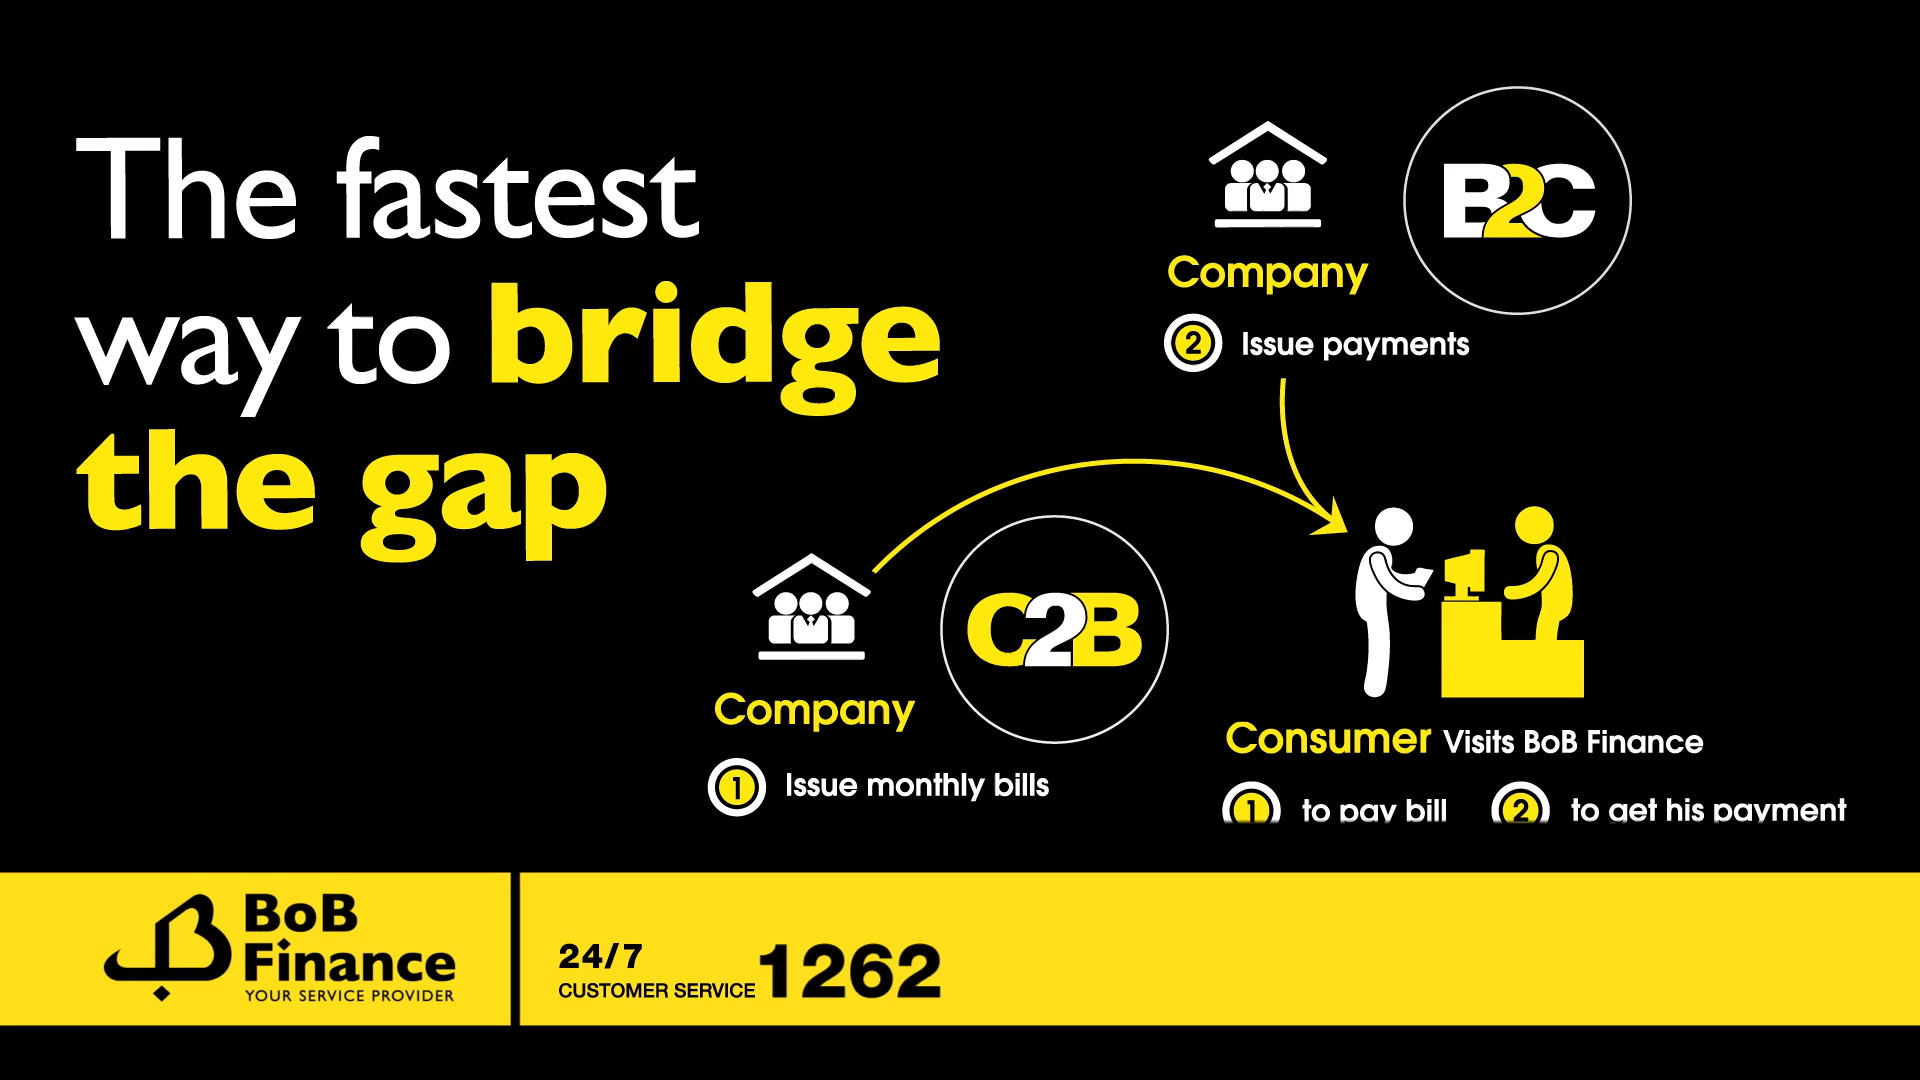 The fastest
way to bridge
the gap
B2C
Company
2 Issue payments
C2B
Company
1 Issue monthly bills
Consumer Visits BoB Finance
1 to pay bill 2 to get his payment
BoB
Finance
YOUR SERVICE PROVIDER
24/7
CUSTOMER SERVICE 1262